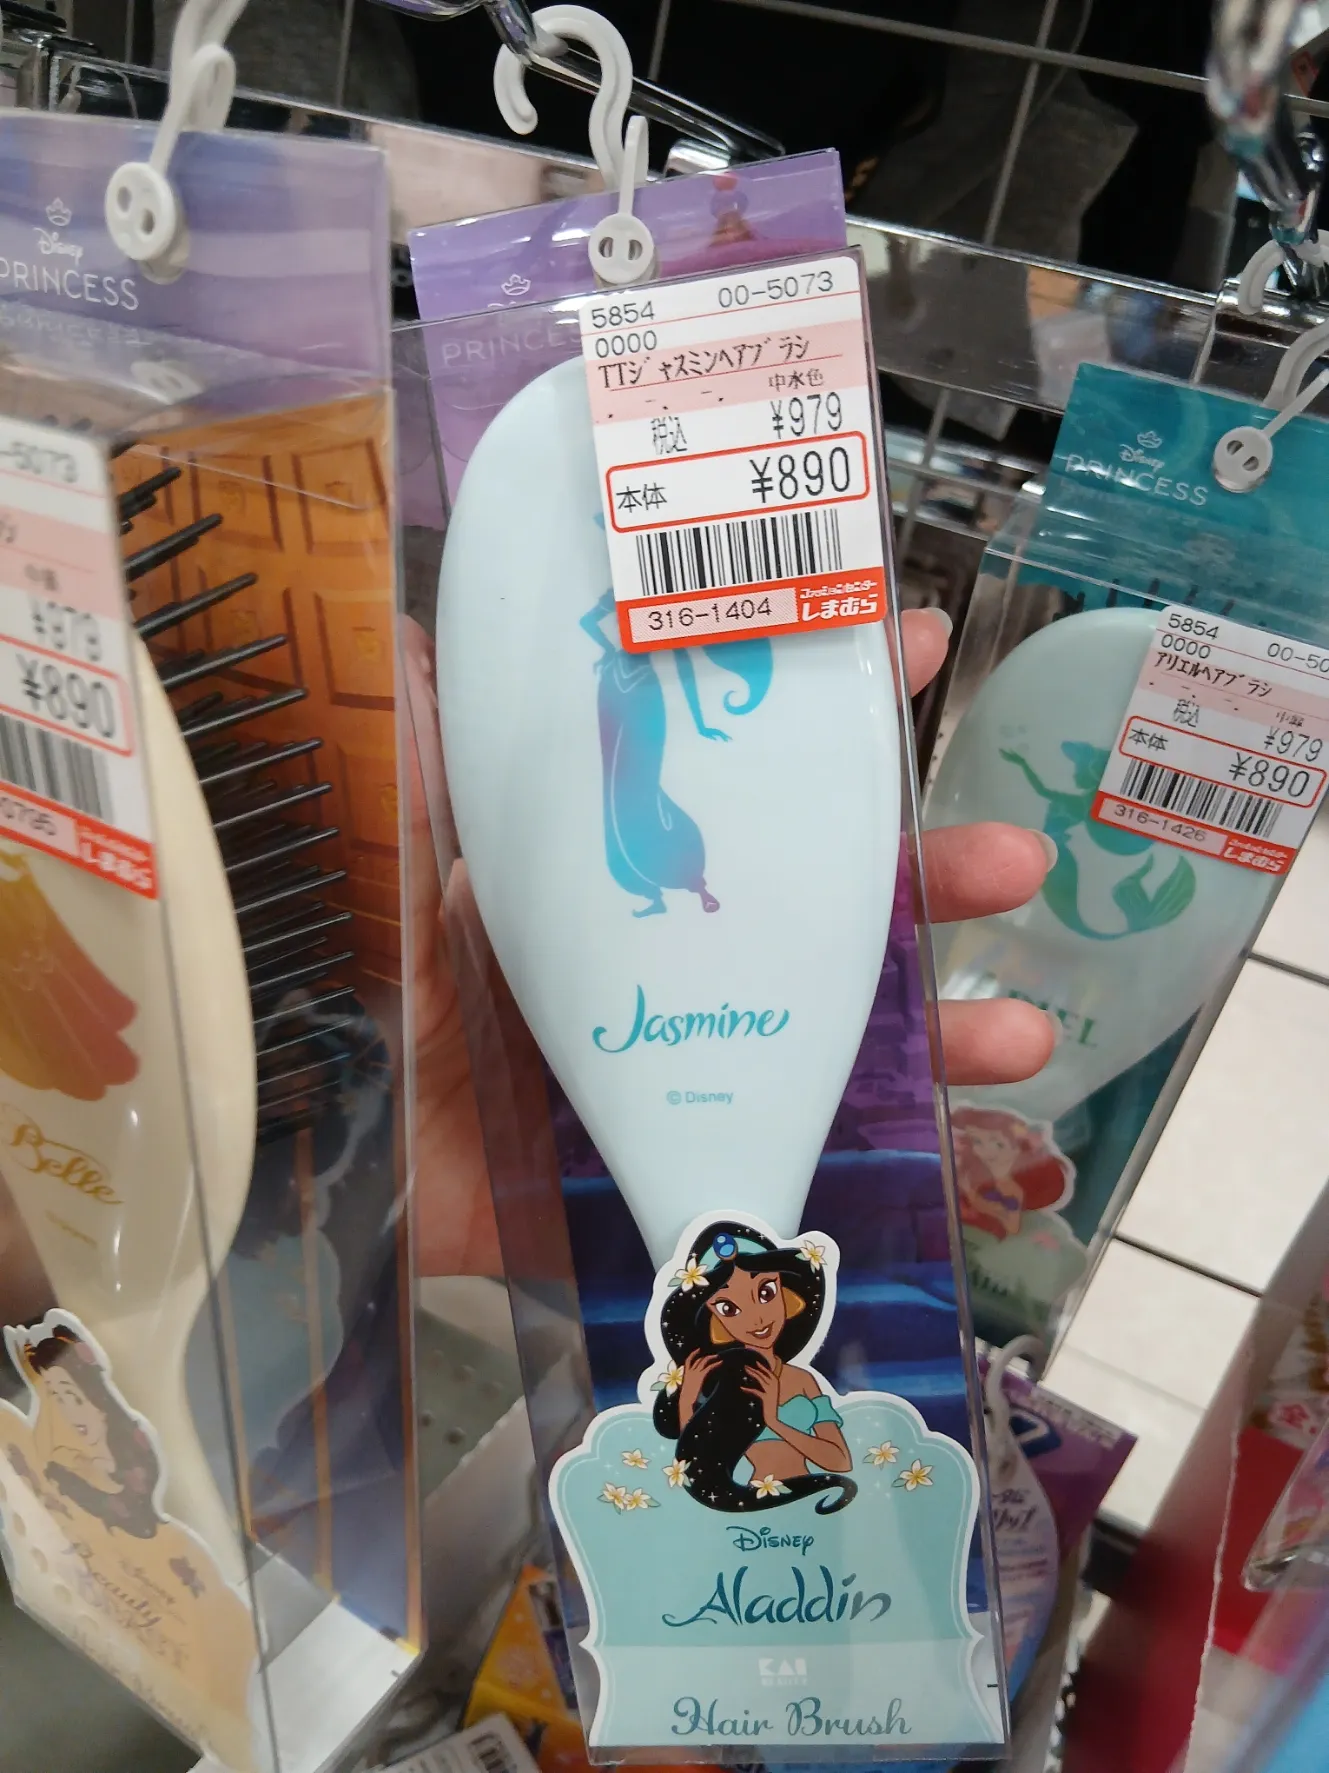 Disney
PRINCESS
-5073
¥979
¥890
しまむら
Belle
PRINCESS
5854 00-5073
0000
TTジャスミンヘアブラシ
中水色
税込 ¥979
本体 ¥890
316-1404 ファッションセンター しまむら
Jasmine
© Disney
Disney
Aladdin
KAI
Hair Brush
Disney
PRINCESS
5854 00-50
0000
アリエルヘアブラシ
税込 ¥979
本体 ¥890
316-1426 しまむら